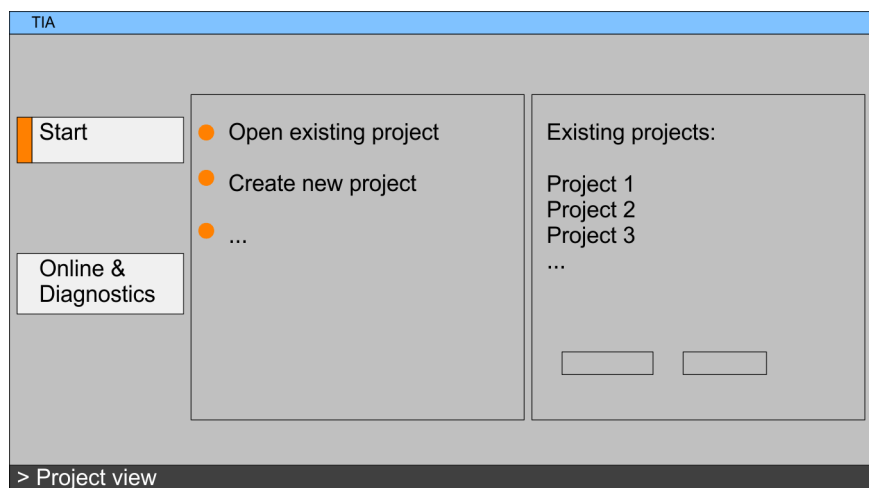 TIA
Start
Open existing project
Create new project
...
Existing projects:
Project 1
Project 2
Project 3
...
Online &
Diagnostics
> Project view